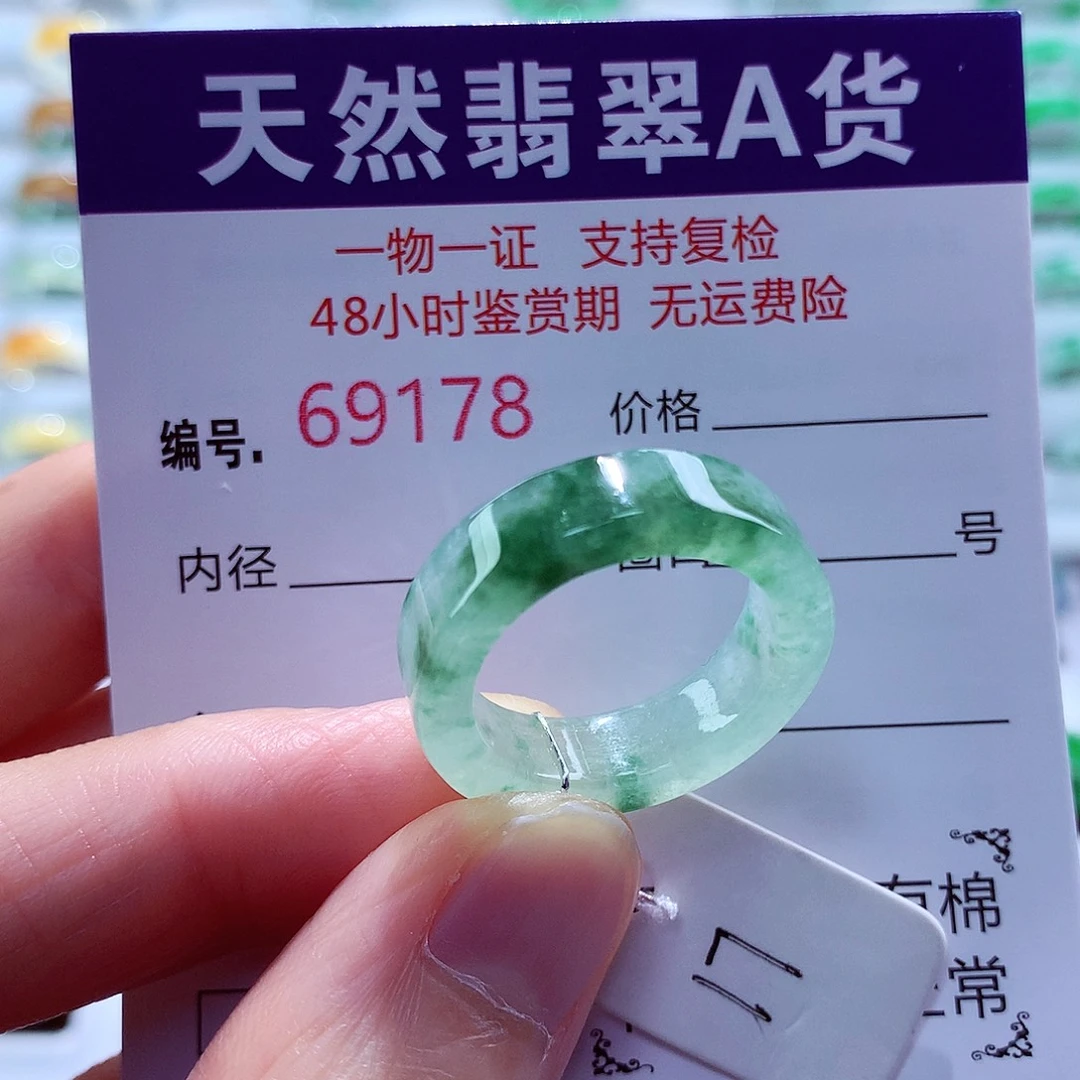 天然翡翠A货
一物一证 支持复检
48小时鉴赏期 无运费险
编号. 69178 价格
内径 号
棉
常